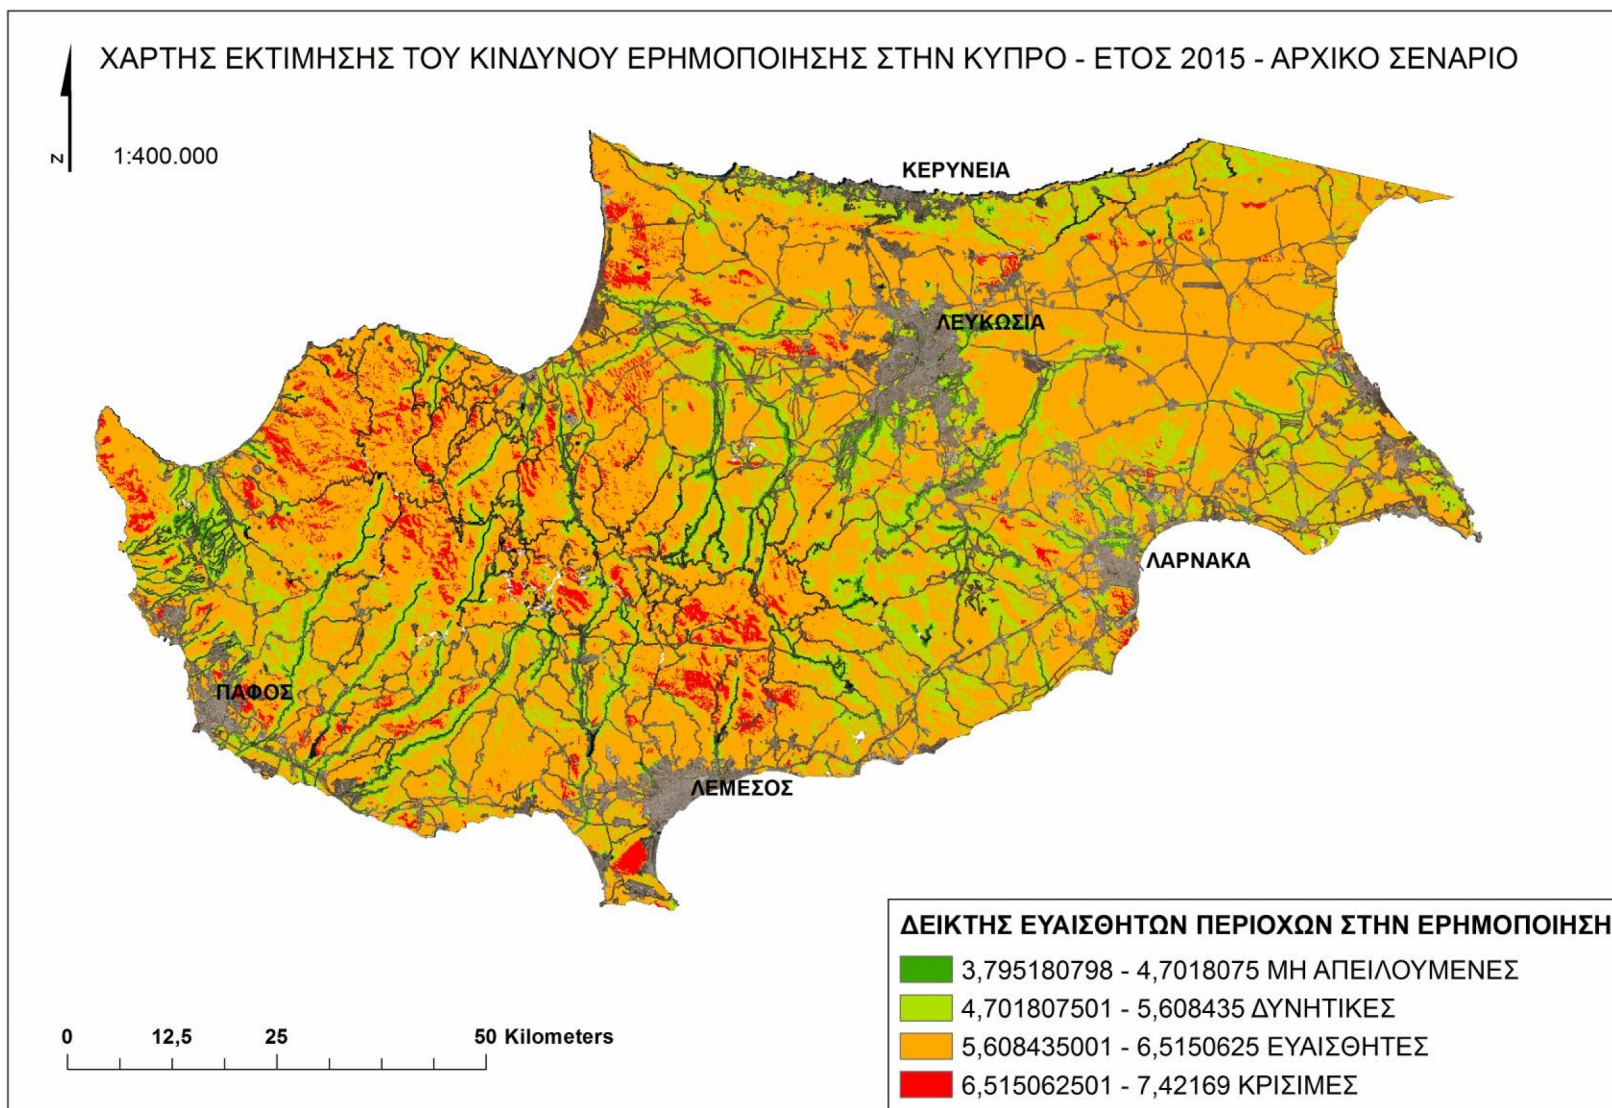 ΧΑΡΤΗΣ ΕΚΤΙΜΗΣΗΣ ΤΟΥ ΚΙΝΔΥΝΟΥ ΕΡΗΜΟΠΟΙΗΣΗΣ ΣΤΗΝ ΚΥΠΡΟ - ΕΤΟΣ 2015 - ΑΡΧΙΚΟ ΣΕΝΑΡΙΟ
Z
1:400.000
ΚΕΡΥΝΕΙΑ
ΛΕΥΚΩΣΙΑ
ΛΑΡΝΑΚΑ
ΠΑΦΟΣ
ΛΕΜΕΣΟΣ
ΔΕΙΚΤΗΣ ΕΥΑΙΣΘΗΤΩΝ ΠΕΡΙΟΧΩΝ ΣΤΗΝ ΕΡΗΜΟΠΟΙΗΣΗ
3,795180798 - 4,7018075 ΜΗ ΑΠΕΙΛΟΥΜΕΝΕΣ
4,701807501 - 5,608435 ΔΥΝΗΤΙΚΕΣ
5,608435001 - 6,5150625 ΕΥΑΙΣΘΗΤΕΣ
6,515062501 - 7,42169 ΚΡΙΣΙΜΕΣ
0 12,5 25 50 Kilometers